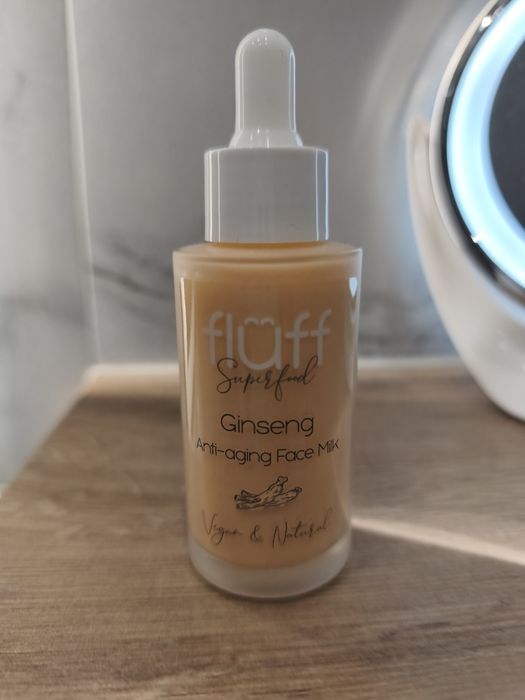 fluff
Superfood
Ginseng
Anti-aging Face Milk
Vegan & Natural